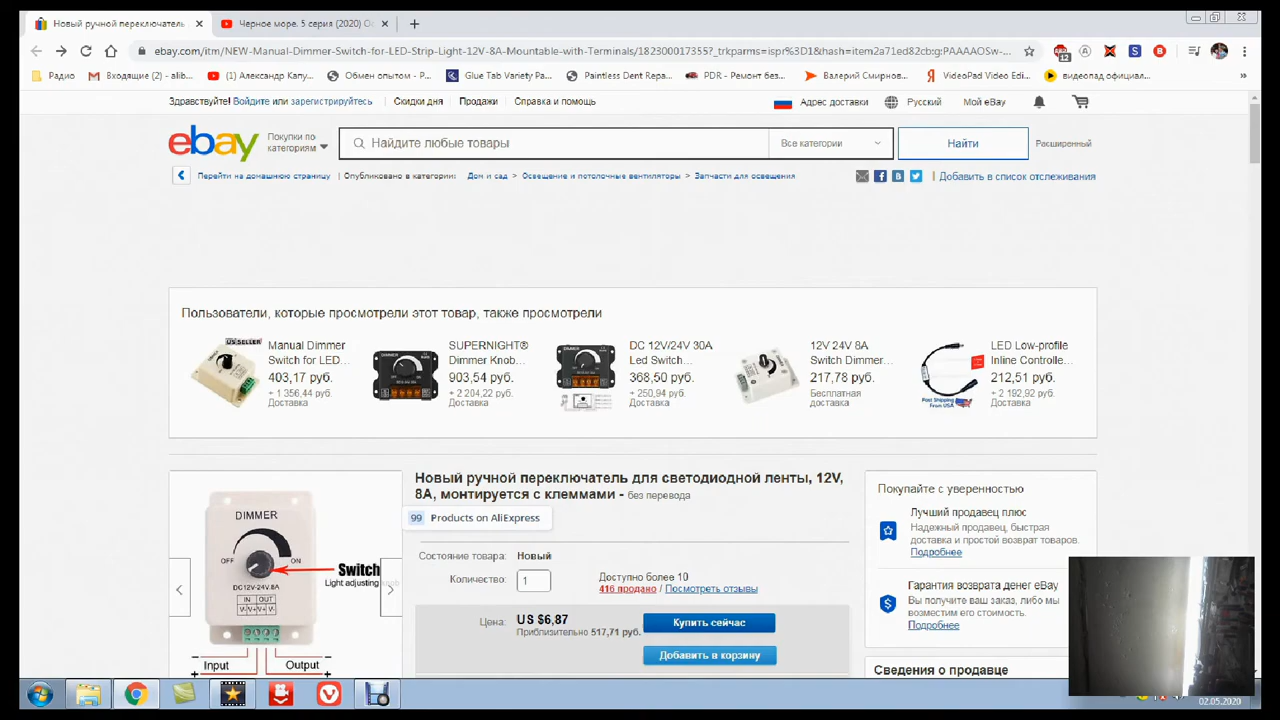 Новый ручной переключатель
Черное море. 5 серия (2020) Ос
ebay.com/itm/NEW-Manual-Dimmer-Switch-for-LED-Strip-Light-12V-8A-Mountable-with-Terminals/182300017355?_trkparms=ispr%3D1&hash=item2a71ed82cb:g:PAAAAOSw-...
12
Радио
Входящие (2) - alib...
(1) Александр Капу...
Обмен опытом - P...
Glue Tab Variety Pa...
Paintless Dent Repa...
PDR - Ремонт без...
Валерий Смирнов...
VideoPad Video Edi...
видеопад официал...
Здравствуйте! Войдите или зарегистрируйтесь
Скидки дня
Продажи
Справка и помощь
Адрес доставки
Русский
Мой eBay
ebay
Покупки по
категориям
Найдите любые товары
Все категории
Найти
Расширенный
Перейти на домашнюю страницу
| Опубликовано в категории:
Дом и сад > Освещение и потолочные вентиляторы > Запчасти для освещения
| Добавить в список отслеживания
Пользователи, которые просмотрели этот товар, также просмотрели
US SELLER
Manual Dimmer
Switch for LED...
403,17 руб.
+ 1 356,44 руб.
Доставка
SUPERNIGHT®
Dimmer Knob...
903,54 руб.
+ 2 204,22 руб.
Доставка
DC 12V/24V 30A
Led Switch...
368,50 руб.
+ 250,94 руб.
Доставка
12V 24V 8A
Switch Dimmer...
217,78 руб.
Бесплатная
доставка
LED Low-profile
Inline Controlle...
212,51 руб.
+ 2 192,92 руб.
Доставка
Новый ручной переключатель для светодиодной ленты, 12V,
8A, монтируется с клеммами - без перевода
99 Products on AliExpress
Состояние товара: Новый
Количество: 1
Доступно более 10
416 продано / Посмотреть отзывы
Цена: US $6,87
Приблизительно 517,71 руб.
Купить сейчас
Добавить в корзину
DIMMER
OFF
ON
Switch
Light adjusting knob
DC12V-24V.8A
IN OUT
V- V+ V+ V-
Input
Output
Покупайте с уверенностью
Лучший продавец плюс
Надежный продавец, быстрая
доставка и простой возврат товаров.
Подробнее
Гарантия возврата денег eBay
Вы получите ваш заказ, либо мы
возместим его стоимость.
Подробнее
Сведения о продавце
02.05.2020